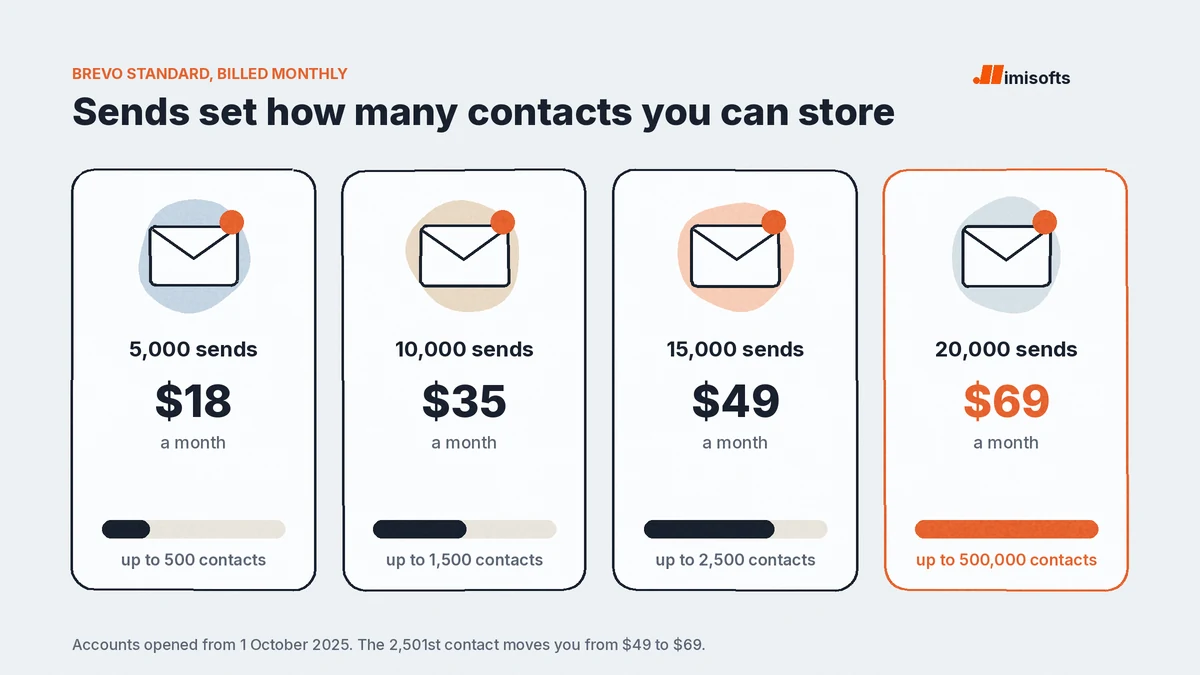 BREVO STANDARD, BILLED MONTHLY
imisofts
Sends set how many contacts you can store
5,000 sends
$18
a month
up to 500 contacts
10,000 sends
$35
a month
up to 1,500 contacts
15,000 sends
$49
a month
up to 2,500 contacts
20,000 sends
$69
a month
up to 500,000 contacts
Accounts opened from 1 October 2025. The 2,501st contact moves you from $49 to $69.